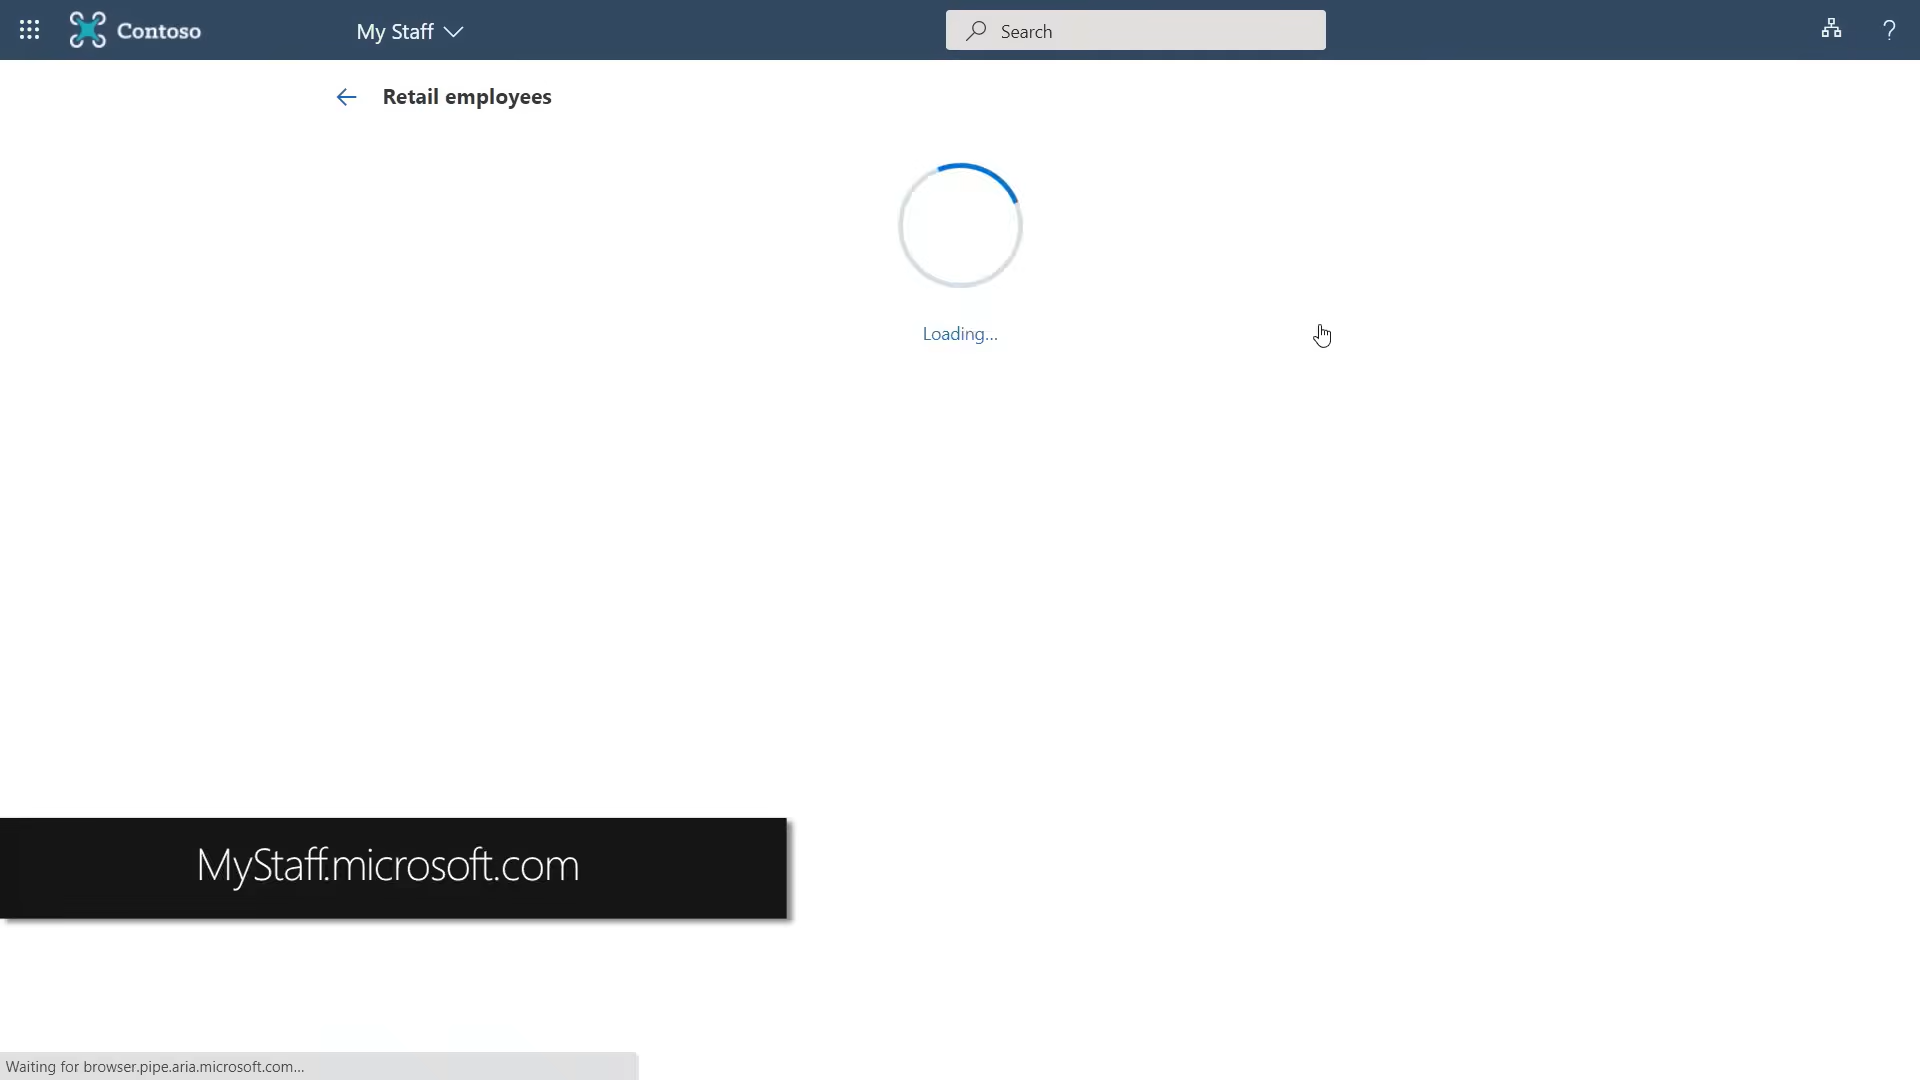 Contoso
My Staff
Search
?
Retail employees
Loading...
MyStaff.microsoft.com
Waiting for browser.pipe.aria.microsoft.com...